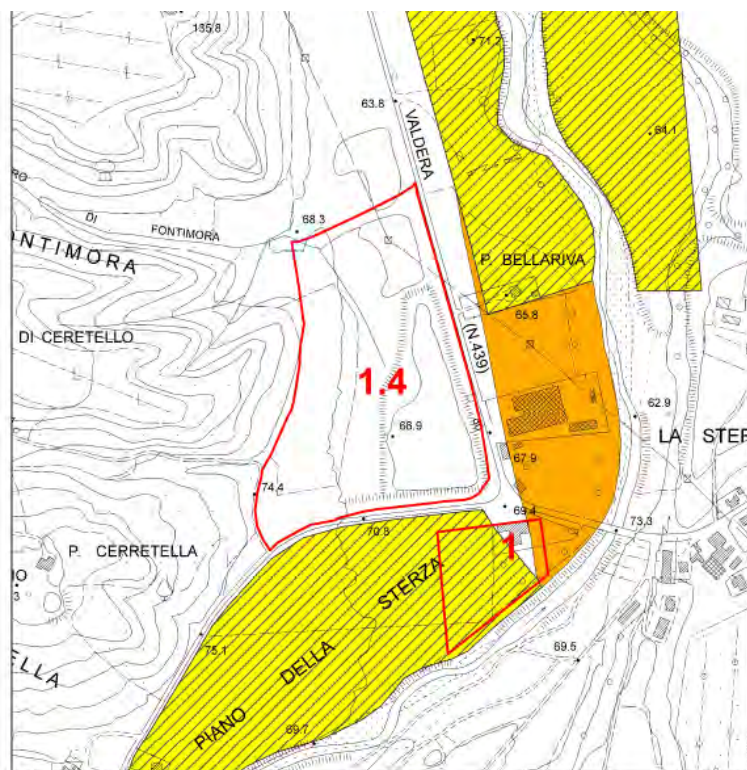 135.8
71.7
63.8
VALDERA
64.1
DI
FONTIMORA
68.3
ONTIMORA
P. BELLARIVA
65.8
DI CERETELLO
(N 439)
1.4
62.9
68.9
LA STER
67.9
74.4
69.4
70.8
73.3
P. CERRETELLA
1
STERZA
69.5
75.1
DELLA
ELLA
PIANO
69.7